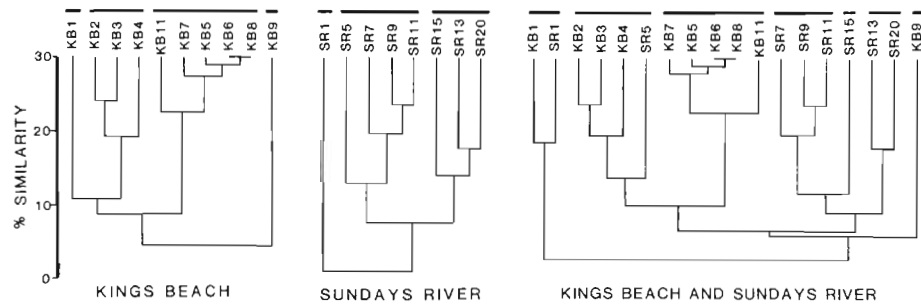 KB1 KB2 KB3 KB4 KB11 KB7 KB5 KB6 KB8 KB9
SR1 SR5 SR7 SR9 SR11 SR15 SR13 SR20
KB1 SR1 KB2 KB3 KB4 SR5 KB7 KB5 KB6 KB8 KB11 SR7 SR9 SR11 SR151 SR13 SR20 KB9
% SIMILARITY
30
20
10
0
KINGS BEACH
SUNDAYS RIVER
KINGS BEACH AND SUNDAYS RIVER